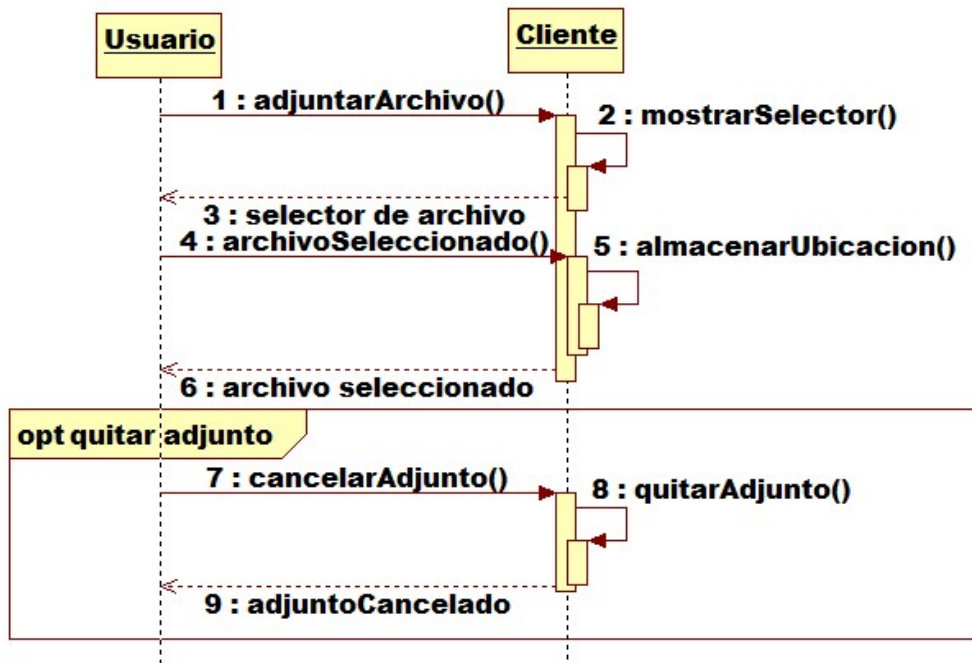 Usuario
Cliente
1 : adjuntarArchivo()
2 : mostrarSelector()
3 : selector de archivo
4 : archivoSeleccionado()
5 : almacenarUbicacion()
6 : archivo seleccionado
opt quitar adjunto
7 : cancelarAdjunto()
8 : quitarAdjunto()
9 : adjuntoCancelado